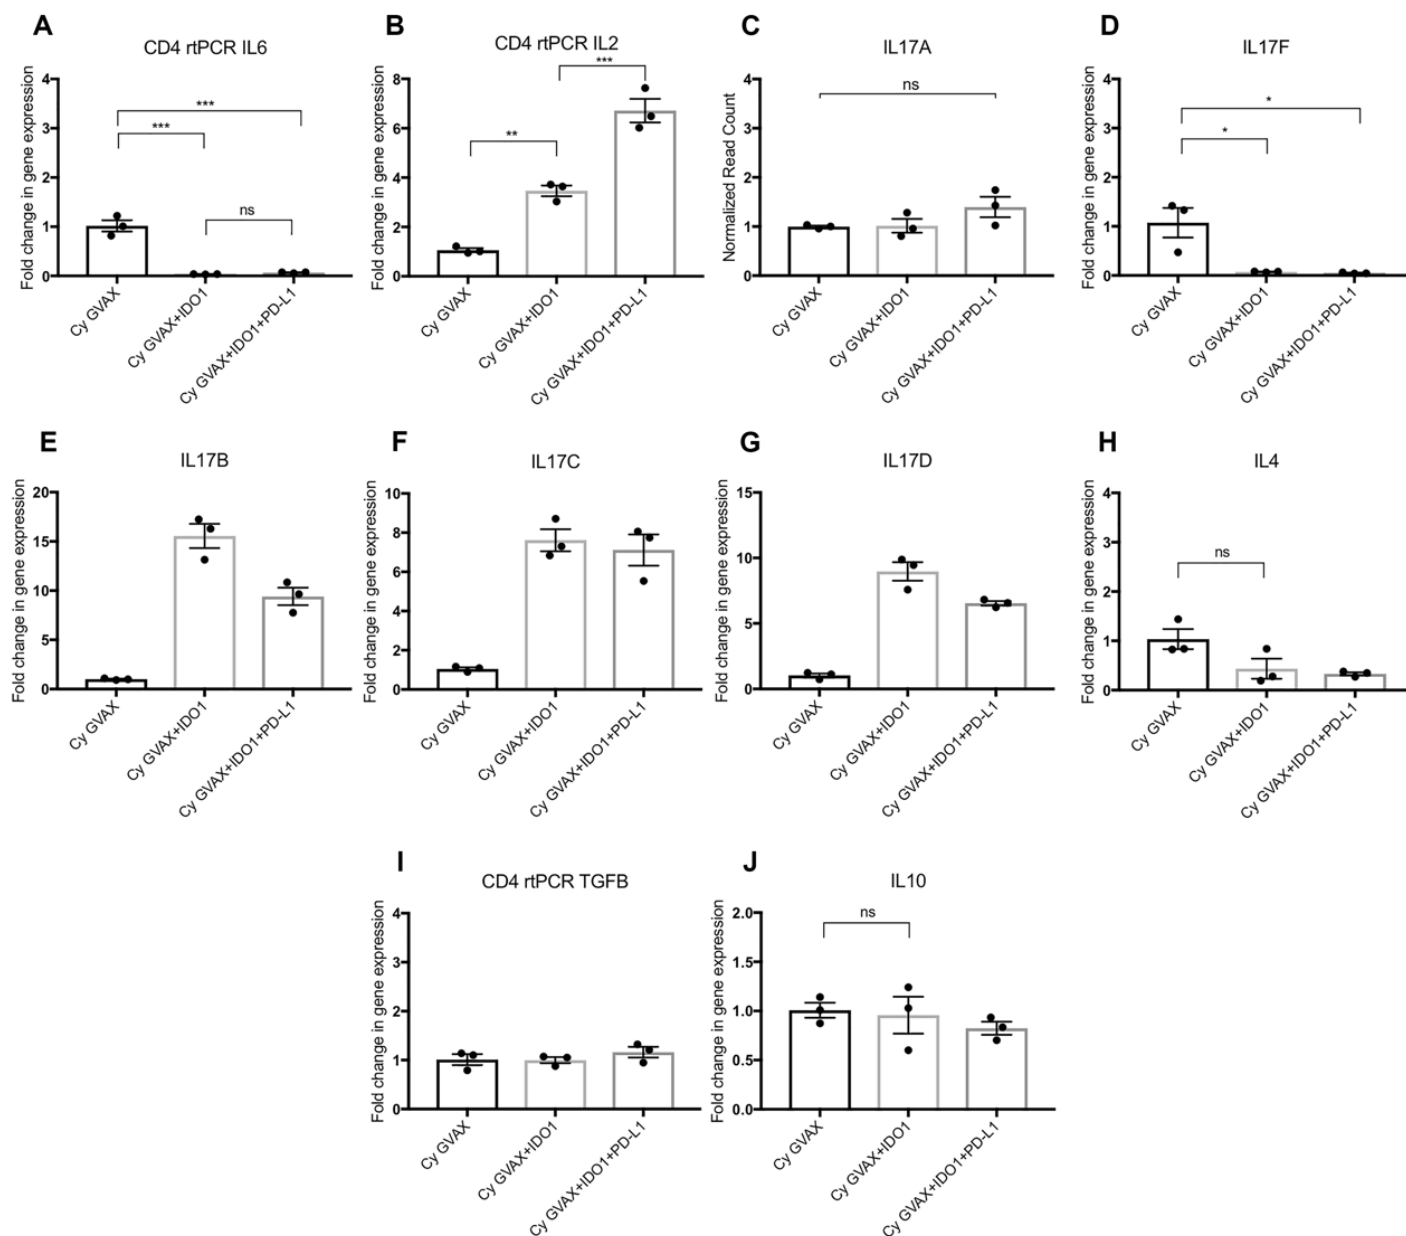 A
CD4 rtPCR IL6
Fold change in gene expression
4
3
2
1
0
***
***
ns
Cy GVAX
Cy GVAX+IDO1
Cy GVAX+IDO1+PD-L1
B
CD4 rtPCR IL2
Fold change in gene expression
8
6
4
2
0
**
***
Cy GVAX
Cy GVAX+IDO1
Cy GVAX+IDO1+PD-L1
C
IL17A
Normalized Read Count
4
3
2
1
0
ns
Cy GVAX
Cy GVAX+IDO1
Cy GVAX+IDO1+PD-L1
D
IL17F
Fold change in gene expression
4
3
2
1
0
*
*
Cy GVAX
Cy GVAX+IDO1
Cy GVAX+IDO1+PD-L1
E
IL17B
Fold change in gene expression
20
15
10
5
0
Cy GVAX
Cy GVAX+IDO1
Cy GVAX+IDO1+PD-L1
F
IL17C
Fold change in gene expression
10
8
6
4
2
0
Cy GVAX
Cy GVAX+IDO1
Cy GVAX+IDO1+PD-L1
G
IL17D
Fold change in gene expression
15
10
5
0
Cy GVAX
Cy GVAX+IDO1
Cy GVAX+IDO1+PD-L1
H
IL4
Fold change in gene expression
4
3
2
1
0
ns
Cy GVAX
Cy GVAX+IDO1
Cy GVAX+IDO1+PD-L1
I
CD4 rtPCR TGFB
Fold change in gene expression
4
3
2
1
0
Cy GVAX
Cy GVAX+IDO1
Cy GVAX+IDO1+PD-L1
J
IL10
Fold change in gene expression
2.0
1.5
1.0
0.5
0.0
ns
Cy GVAX
Cy GVAX+IDO1
Cy GVAX+IDO1+PD-L1